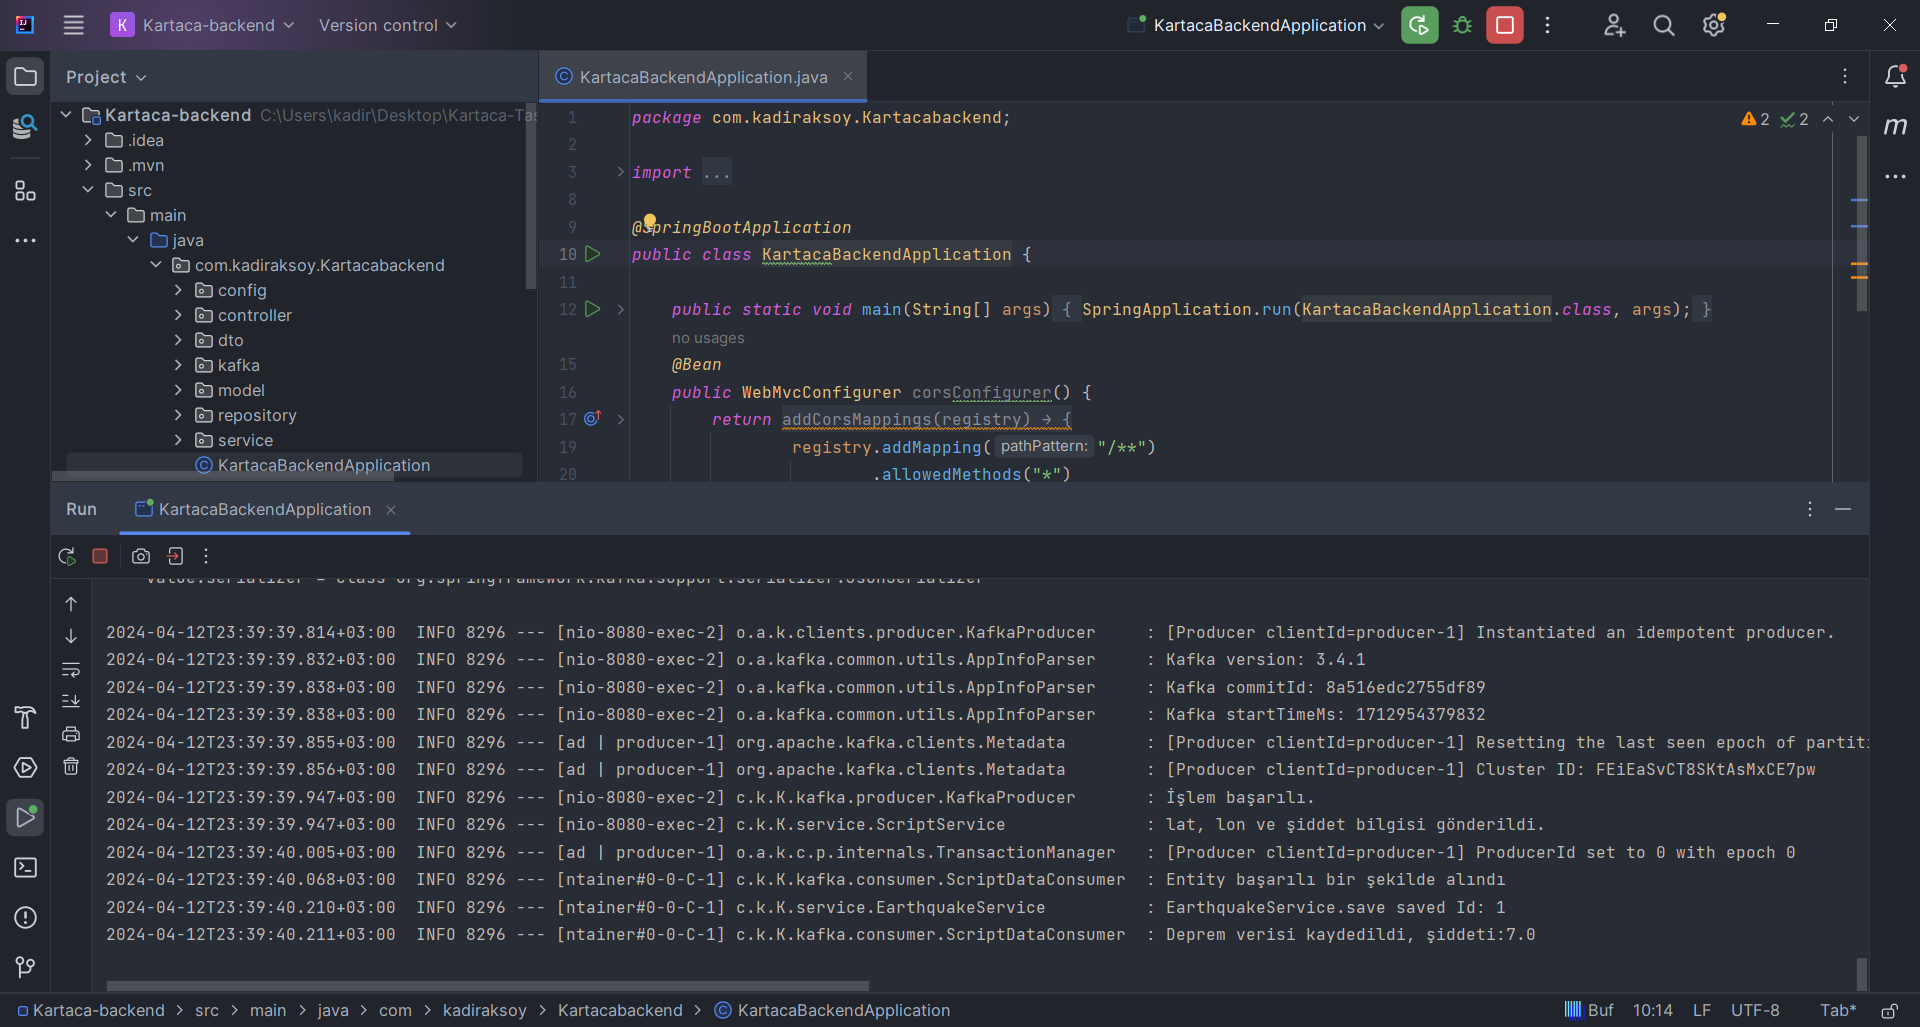 K Kartaca-backend Version control KartacaBackendApplication
Project
KartacaBackendApplication.java
Kartaca-backend C:\Users\kadir\Desktop\Kartaca-Ta
.idea
.mvn
src
main
java
com.kadiraksoy.Kartacabackend
config
controller
dto
kafka
model
repository
service
KartacaBackendApplication
1 package com.kadiraksoy.Kartacabackend;
2
3 import ...
8
9 @SpringBootApplication
10 public class KartacaBackendApplication {
11
12 public static void main(String[] args) { SpringApplication.run(KartacaBackendApplication.class, args); }
no usages
15 @Bean
16 public WebMvcConfigurer corsConfigurer() {
17 return addCorsMappings(registry) → {
19 registry.addMapping( pathPattern: "/**")
20 .allowedMethods("*")
2 2
m
Run KartacaBackendApplication
value.serializer = class org.springframework.kafka.support.serializer.JsonSerializer
2024-04-12T23:39:39.814+03:00 INFO 8296 --- [nio-8080-exec-2] o.a.k.clients.producer.KafkaProducer : [Producer clientId=producer-1] Instantiated an idempotent producer.
2024-04-12T23:39:39.832+03:00 INFO 8296 --- [nio-8080-exec-2] o.a.kafka.common.utils.AppInfoParser : Kafka version: 3.4.1
2024-04-12T23:39:39.838+03:00 INFO 8296 --- [nio-8080-exec-2] o.a.kafka.common.utils.AppInfoParser : Kafka commitId: 8a516edc2755df89
2024-04-12T23:39:39.838+03:00 INFO 8296 --- [nio-8080-exec-2] o.a.kafka.common.utils.AppInfoParser : Kafka startTimeMs: 1712954379832
2024-04-12T23:39:39.855+03:00 INFO 8296 --- [ad | producer-1] org.apache.kafka.clients.Metadata : [Producer clientId=producer-1] Resetting the last seen epoch of partit
2024-04-12T23:39:39.856+03:00 INFO 8296 --- [ad | producer-1] org.apache.kafka.clients.Metadata : [Producer clientId=producer-1] Cluster ID: FEiEaSvCT8SKtAsMxCE7pw
2024-04-12T23:39:39.947+03:00 INFO 8296 --- [nio-8080-exec-2] c.k.K.kafka.producer.KafkaProducer : İşlem başarılı.
2024-04-12T23:39:39.947+03:00 INFO 8296 --- [nio-8080-exec-2] c.k.K.service.ScriptService : lat, lon ve şiddet bilgisi gönderildi.
2024-04-12T23:39:40.005+03:00 INFO 8296 --- [ad | producer-1] o.a.k.c.p.internals.TransactionManager : [Producer clientId=producer-1] ProducerId set to 0 with epoch 0
2024-04-12T23:39:40.068+03:00 INFO 8296 --- [ntainer#0-0-C-1] c.k.K.kafka.consumer.ScriptDataConsumer : Entity başarılı bir şekilde alındı
2024-04-12T23:39:40.210+03:00 INFO 8296 --- [ntainer#0-0-C-1] c.k.K.service.EarthquakeService : EarthquakeService.save saved Id: 1
2024-04-12T23:39:40.211+03:00 INFO 8296 --- [ntainer#0-0-C-1] c.k.K.kafka.consumer.ScriptDataConsumer : Deprem verisi kaydedildi, şiddeti:7.0
Kartaca-backend > src > main > java > com > kadiraksoy > Kartacabackend > KartacaBackendApplication Buf 10:14 LF UTF-8 Tab*